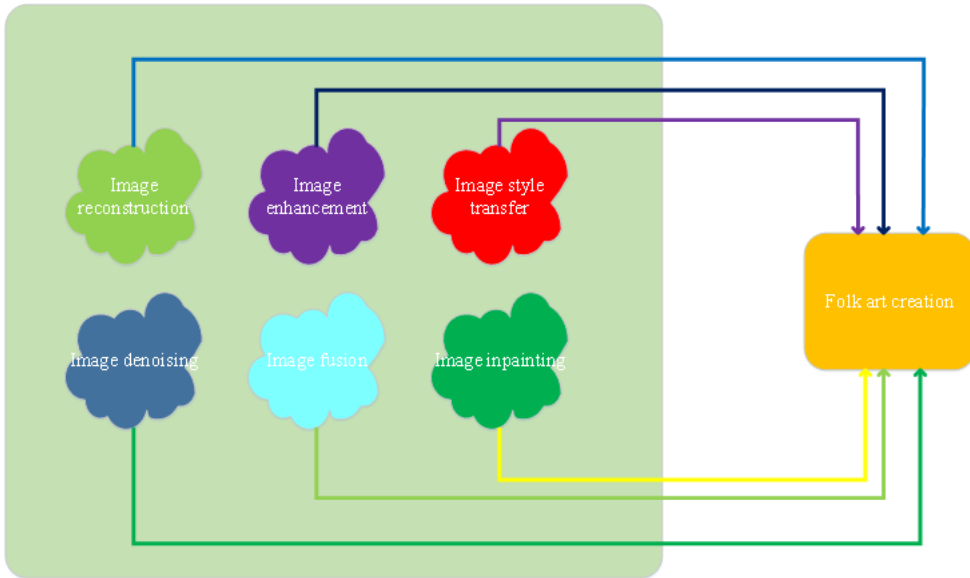 Image
reconstruction
Image
enhancement
Image style
transfer
Folk art creation
Image denoising
Image fusion
Image inpainting